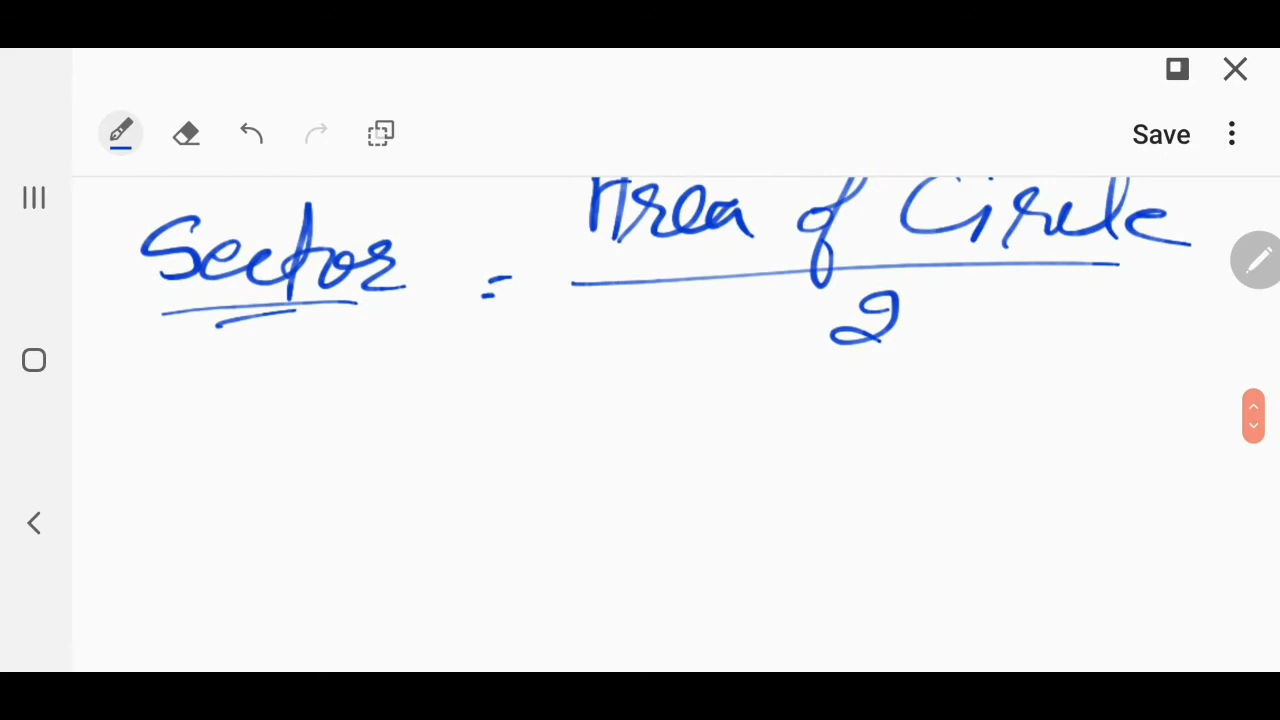 Save
Area of Circle
Sector =
2